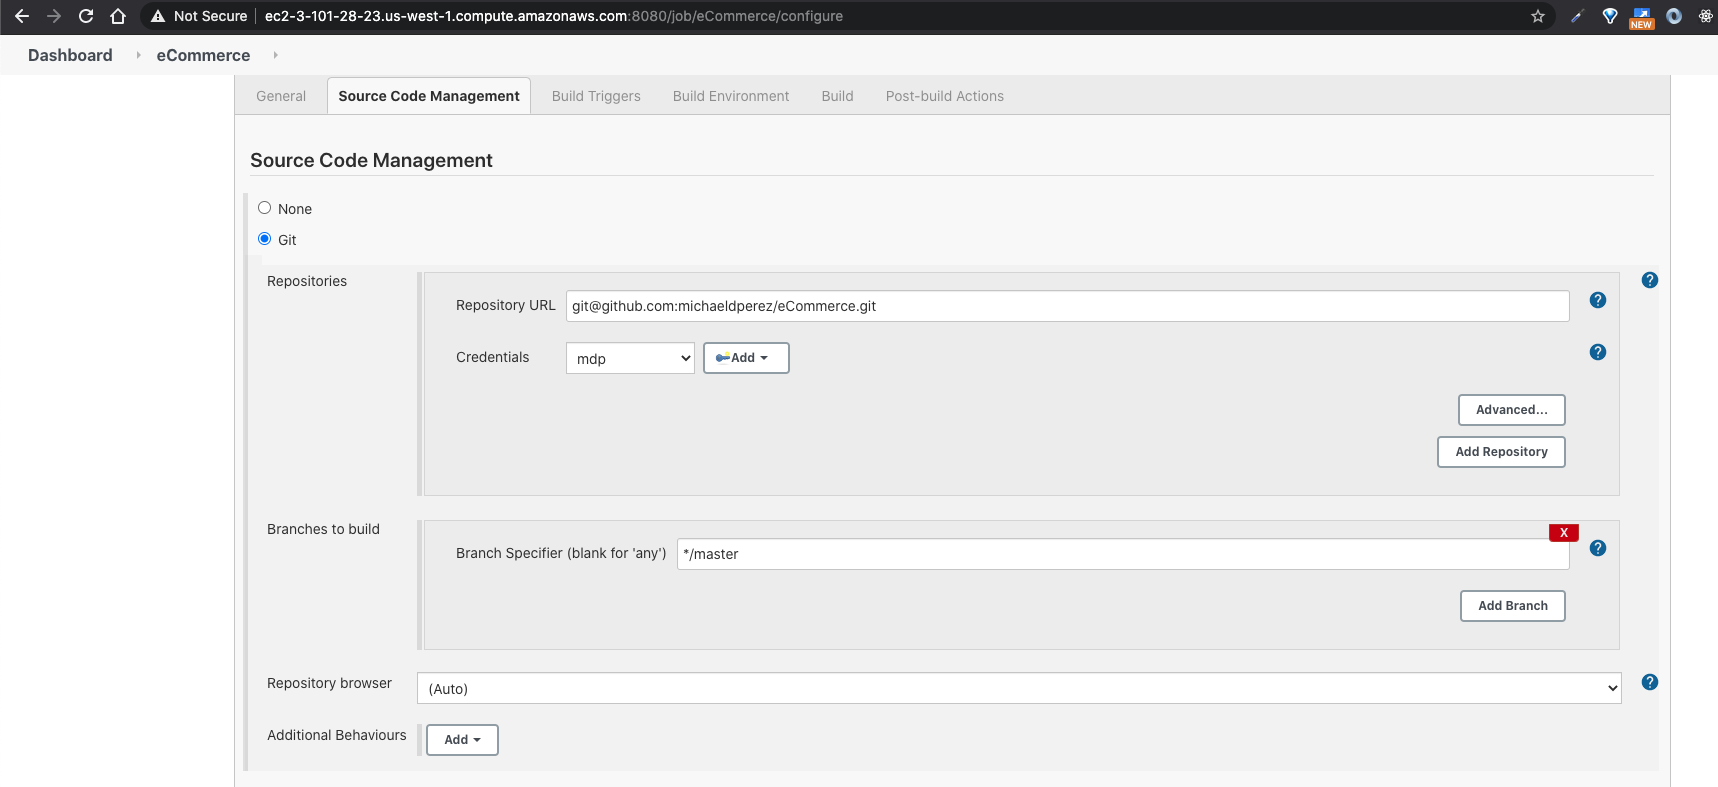 Not Secure ec2-3-101-28-23.us-west-1.compute.amazonaws.com:8080/job/eCommerce/configure
NEW
Dashboard eCommerce
General Source Code Management Build Triggers Build Environment Build Post-build Actions
Source Code Management
None
Git
Repositories
?
Repository URL git@github.com:michaeldperez/eCommerce.git ?
Credentials mdp Add ?
Advanced...
Add Repository
Branches to build
X
Branch Specifier (blank for 'any') */master ?
Add Branch
Repository browser (Auto) ?
Additional Behaviours Add